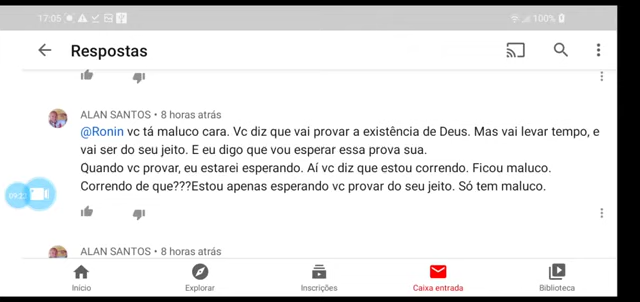 17:05 100%
Respostas
ALAN SANTOS • 8 horas atrás
@Ronin vc tá maluco cara. Vc diz que vai provar a existência de Deus. Mas vai levar tempo, e
vai ser do seu jeito. E eu digo que vou esperar essa prova sua.
Quando vc provar, eu estarei esperando. Aí vc diz que estou correndo. Ficou maluco.
Correndo de que???Estou apenas esperando vc provar do seu jeito. Só tem maluco.
ALAN SANTOS • 8 horas atrás
Início Explorar Inscrições Caixa entrada Biblioteca